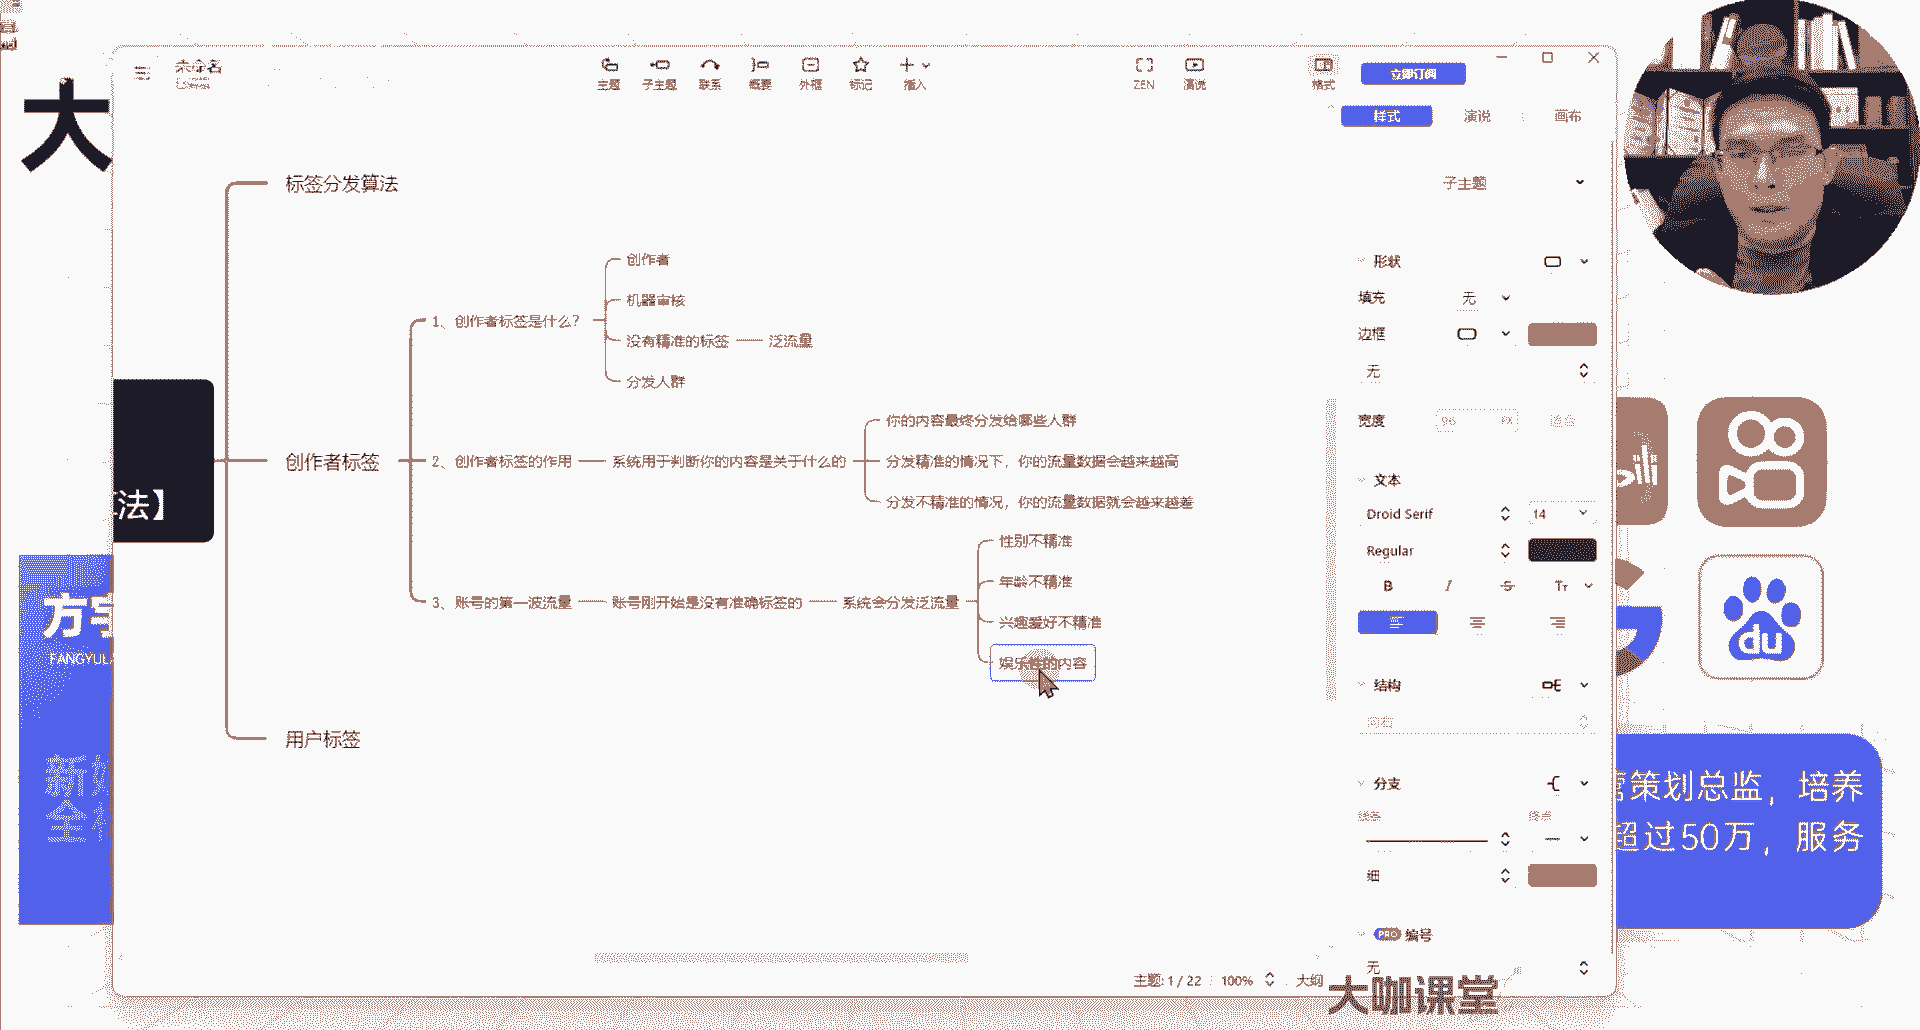 大
未命名
主题
子主题
联系
概要
外框
标记
插入
ZEN
演说
格式
立即订阅
样式
演说
画布
标签分发算法
子主题
创作者
形状
机器审核
填充
无
1、创作者标签是什么?
没有精准的标签
泛流量
边框
分发人群
无
你的内容最终分发给哪些人群
宽度
96
PX
适合
创作者标签
2、创作者标签的作用
系统用于判断你的内容是关于什么的
分发精准的情况下，你的流量数据会越来越高
文本
法】
分发不精准的情况，你的流量数据就会越来越差
Droid Serif
14
性别不精准
Regular
年龄不精准
B
I
S
Tт
3、账号的第一波流量
账号刚开始是没有准确标签的
系统会分发泛流量
兴趣爱好不精准
娱乐性的内容
du
FANGYULA
结构
向右
用户标签
新
全
分支
线条
终点
策划总监，培养
超过50万，服务
细
PRO
编号
无
主题: 1 / 22
100%
大纲
大咖课堂